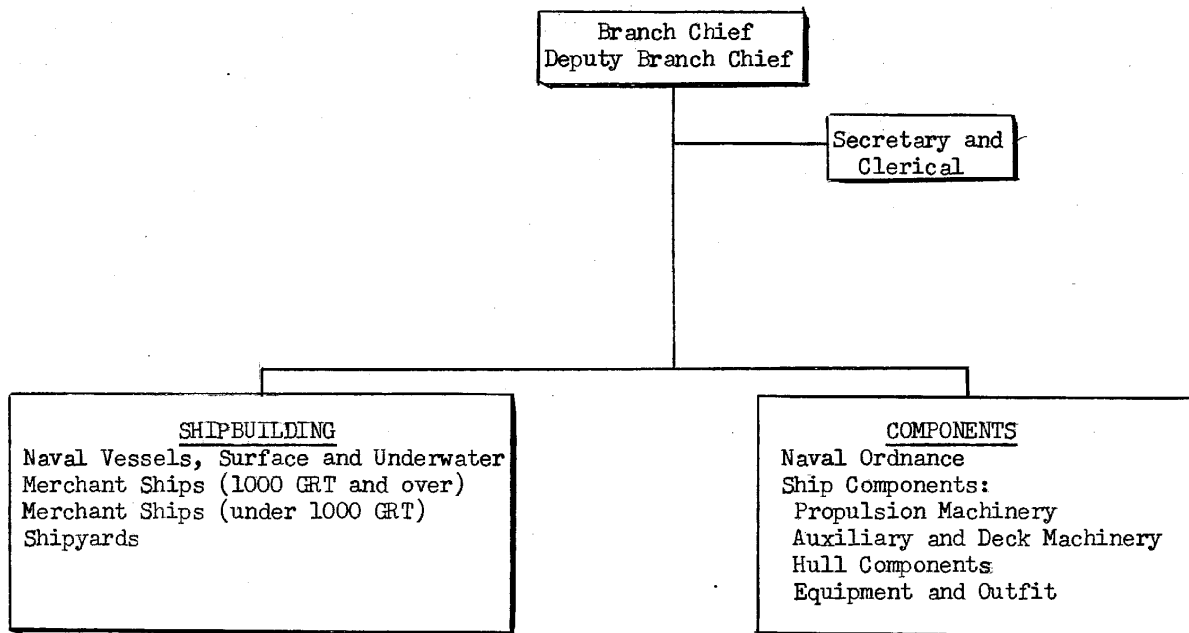 Branch Chief
Deputy Branch Chief
Secretary and
Clerical
SHIPBUILDING
Naval Vessels, Surface and Underwater
Merchant Ships (1000 GRT and over)
Merchant Ships (under 1000 GRT)
Shipyards
COMPONENTS
Naval Ordnance
Ship Components:
Propulsion Machinery
Auxiliary and Deck Machinery
Hull Components
Equipment and Outfit